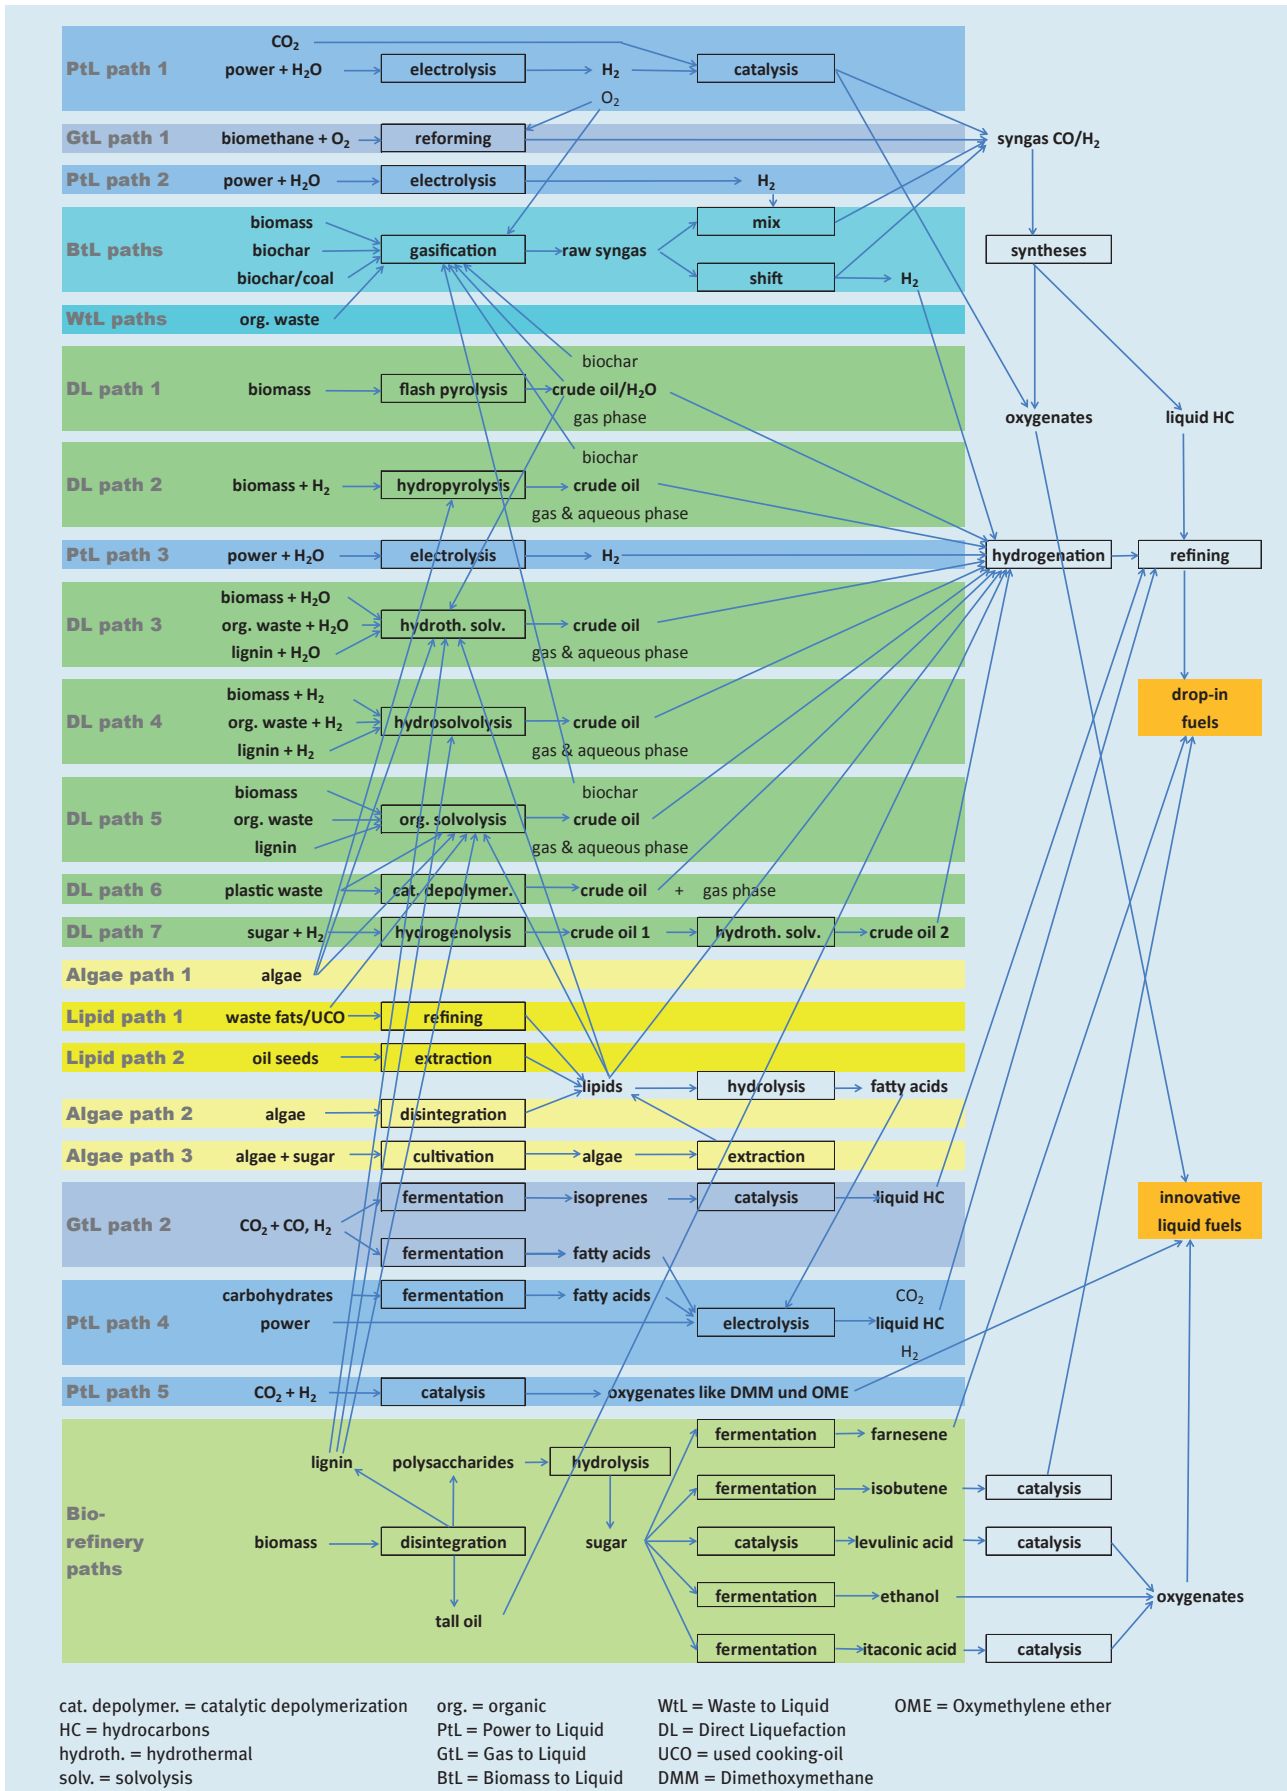 CO₂
PtL path 1
power + H₂O
electrolysis
H₂
catalysis
O₂
GtL path 1
biomethane + O₂
reforming
syngas CO/H₂
PtL path 2
power + H₂O
electrolysis
H₂
biomass
mix
BtL paths
biochar
gasification
raw syngas
syntheses
biochar/coal
shift
H₂
WtL paths
org. waste
biochar
DL path 1
biomass
flash pyrolysis
crude oil/H₂O
gas phase
oxygenates
liquid HC
biochar
DL path 2
biomass + H₂
hydropyrolysis
crude oil
gas & aqueous phase
PtL path 3
power + H₂O
electrolysis
H₂
hydrogenation
refining
biomass + H₂O
DL path 3
org. waste + H₂O
hydroth. solv.
crude oil
lignin + H₂O
gas & aqueous phase
biomass + H₂
DL path 4
org. waste + H₂
hydrosolvolysis
crude oil
lignin + H₂
gas & aqueous phase
drop-in
fuels
biomass
biochar
DL path 5
org. waste
org. solvolysis
crude oil
lignin
gas & aqueous phase
DL path 6
plastic waste
cat. depolymer.
crude oil
+
gas phase
DL path 7
sugar + H₂
hydrogenolysis
crude oil 1
hydroth. solv.
crude oil 2
Algae path 1
algae
Lipid path 1
waste fats/UCO
refining
Lipid path 2
oil seeds
extraction
lipids
hydrolysis
fatty acids
Algae path 2
algae
disintegration
Algae path 3
algae + sugar
cultivation
algae
extraction
fermentation
isoprenes
catalysis
liquid HC
GtL path 2
CO₂ + CO, H₂
fermentation
fatty acids
innovative
liquid fuels
carbohydrates
fermentation
fatty acids
CO₂
PtL path 4
power
electrolysis
liquid HC
H₂
PtL path 5
CO₂ + H₂
catalysis
oxygenates like DMM und OME
fermentation
farnesene
lignin
polysaccharides
hydrolysis
fermentation
isobutene
catalysis
Bio-
refinery
paths
biomass
disintegration
sugar
catalysis
levulinic acid
catalysis
fermentation
ethanol
oxygenates
tall oil
fermentation
itaconic acid
catalysis
cat. depolymer. = catalytic depolymerization
HC = hydrocarbons
hydroth. = hydrothermal
solv. = solvolysis
org. = organic
PtL = Power to Liquid
GtL = Gas to Liquid
BtL = Biomass to Liquid
WtL = Waste to Liquid
DL = Direct Liquefaction
UCO = used cooking-oil
DMM = Dimethoxymethane
OME = Oxymethylene ether